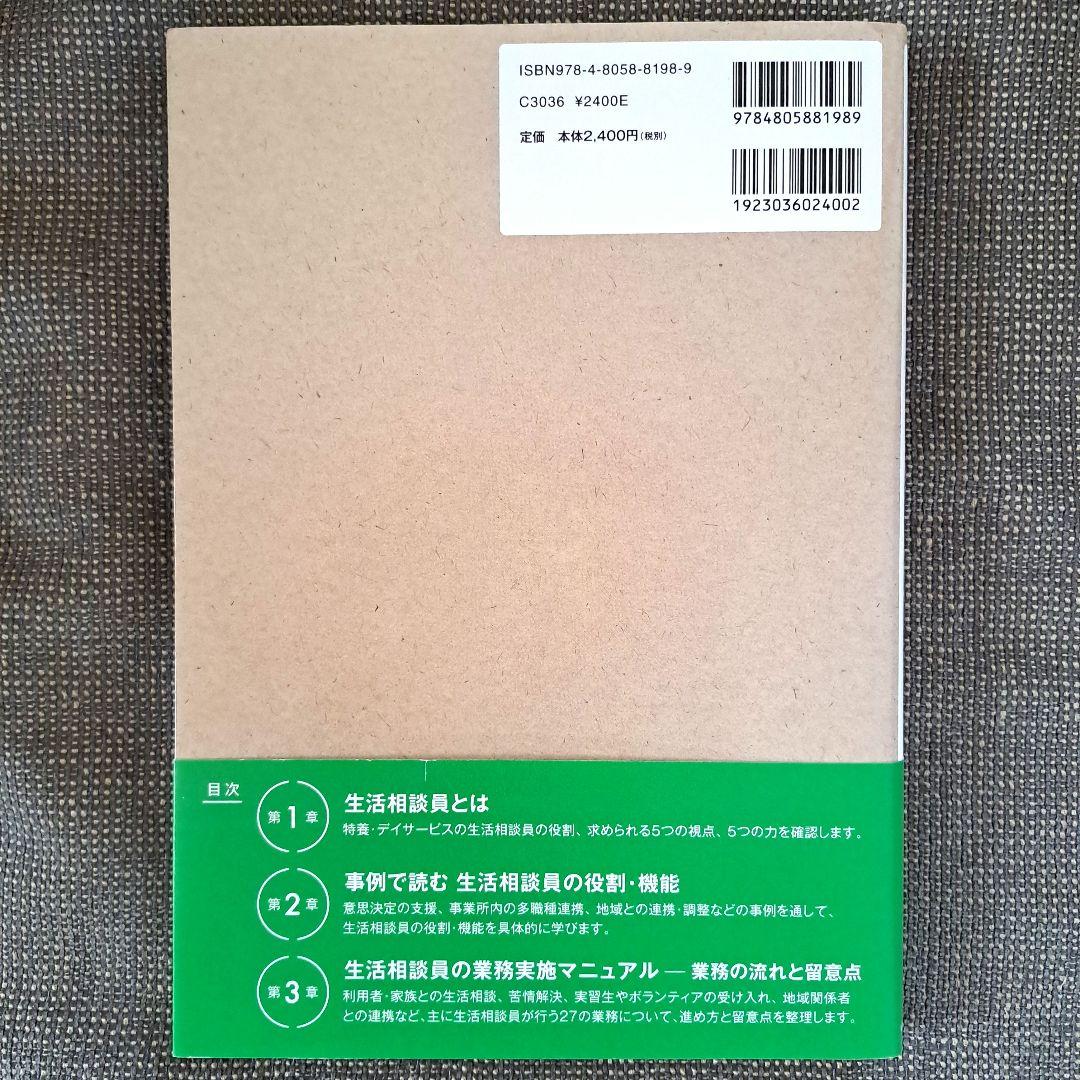 ISBN978-4-8058-8198-9
C3036 ¥2400E
定価 本体2,400円(税別)
9784805881989
1923036024002
目次
第1章
生活相談員とは
特養・デイサービスの生活相談員の役割、求められる5つの視点、5つの力を確認します。
第2章
事例で読む 生活相談員の役割・機能
意思決定の支援、事業所内の多職種連携、地域との連携・調整などの事例を通して、
生活相談員の役割・機能を具体的に学びます。
第3章
生活相談員の業務実施マニュアル ― 業務の流れと留意点
利用者・家族との生活相談、苦情解決、実習生やボランティアの受け入れ、地域関係者
との連携など、主に生活相談員が行う27の業務について、進め方と留意点を整理します。